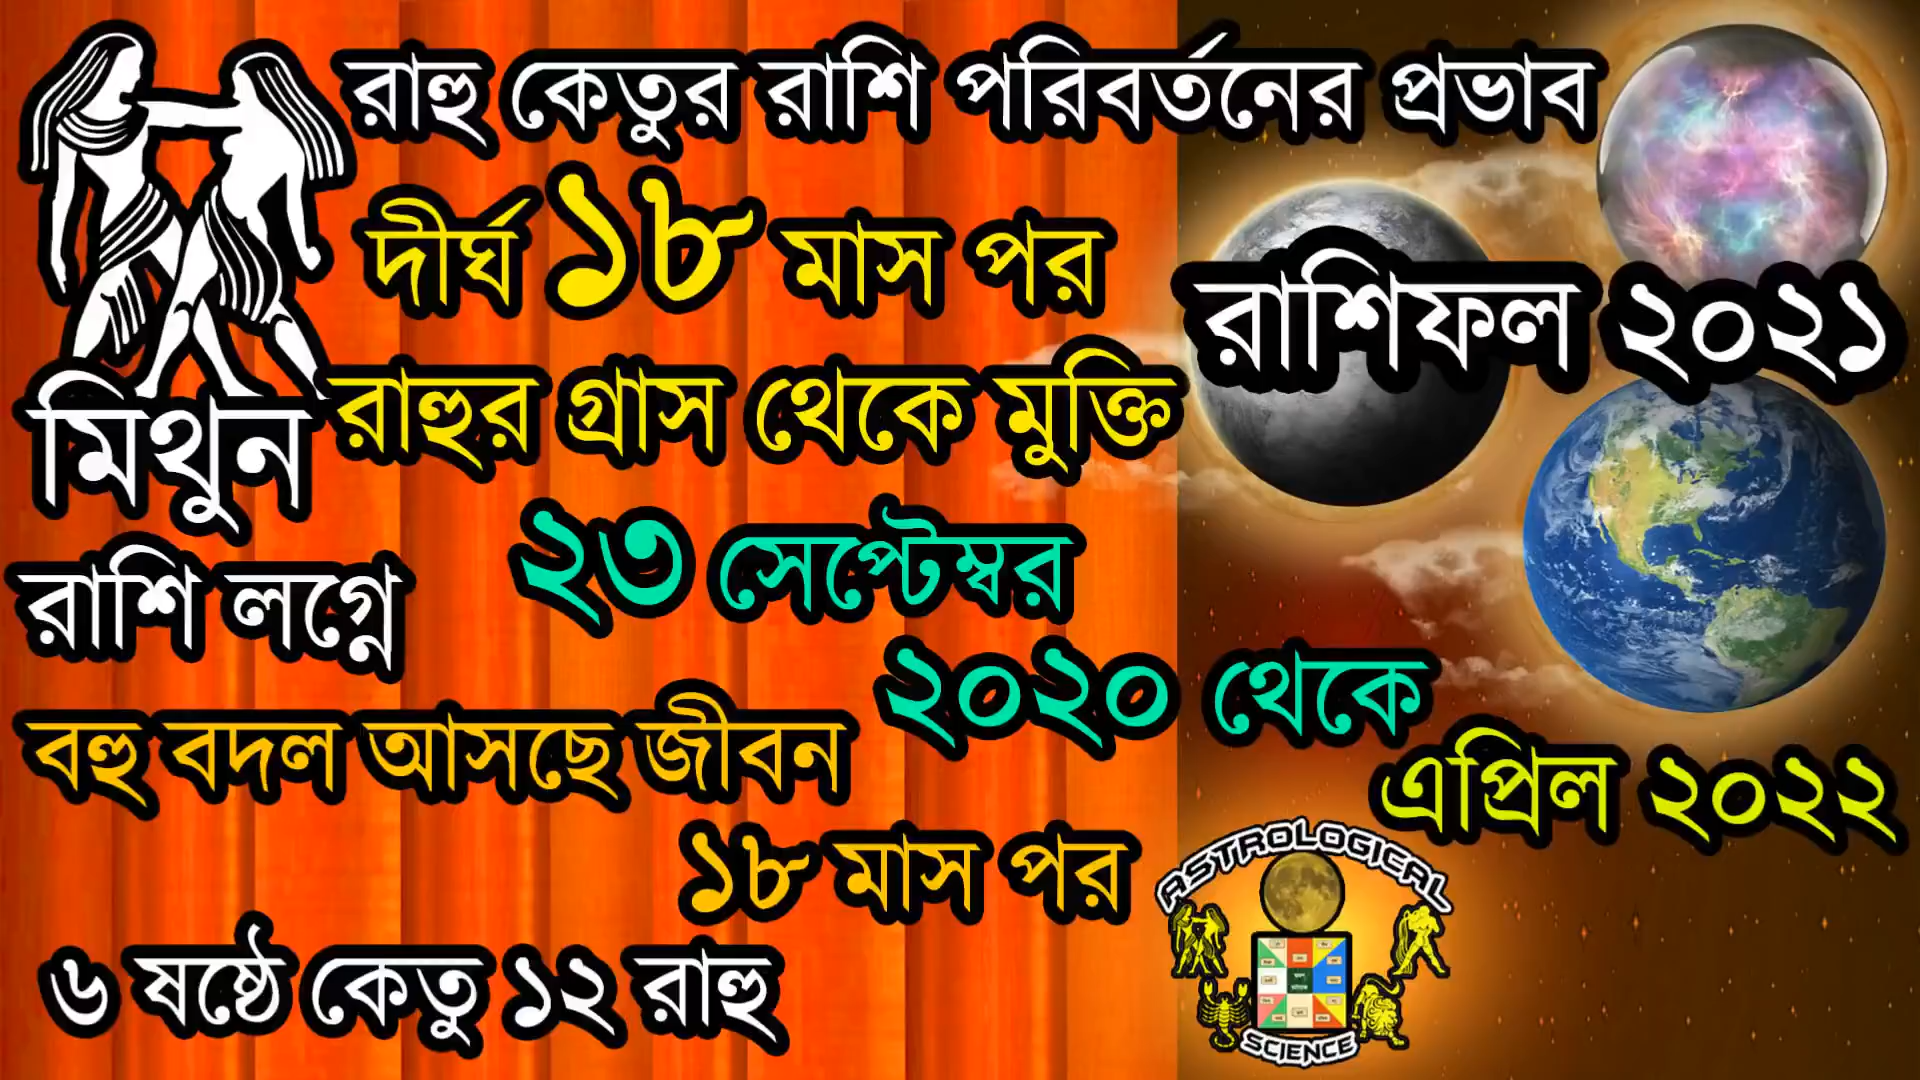 রাহু কেতুর রাশি পরিবর্তনের প্রভাব
দীর্ঘ ১৮ মাস পর
রাশিফল ২০২১
রাহুর গ্রাস থেকে মুক্তি
মিথুন
রাশি লগ্নে
২৩ সেপ্টেম্বর
২০২০ থেকে
এপ্রিল ২০২২
বহু বদল আসছে জীবন
১৮ মাস পর
৬ ষষ্ঠে কেতু ১২ রাহু
ASTROLOGICAL
SCIENCE